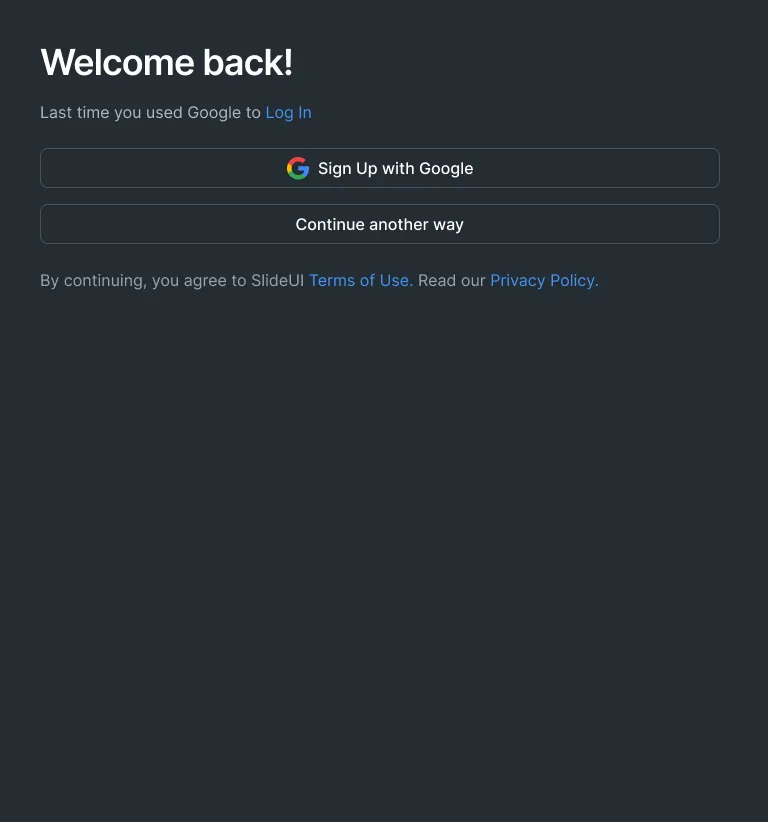 Welcome back!
Last time you used Google to Log In
Sign Up with Google
Continue another way
By continuing, you agree to SlideUI Terms of Use. Read our Privacy Policy.